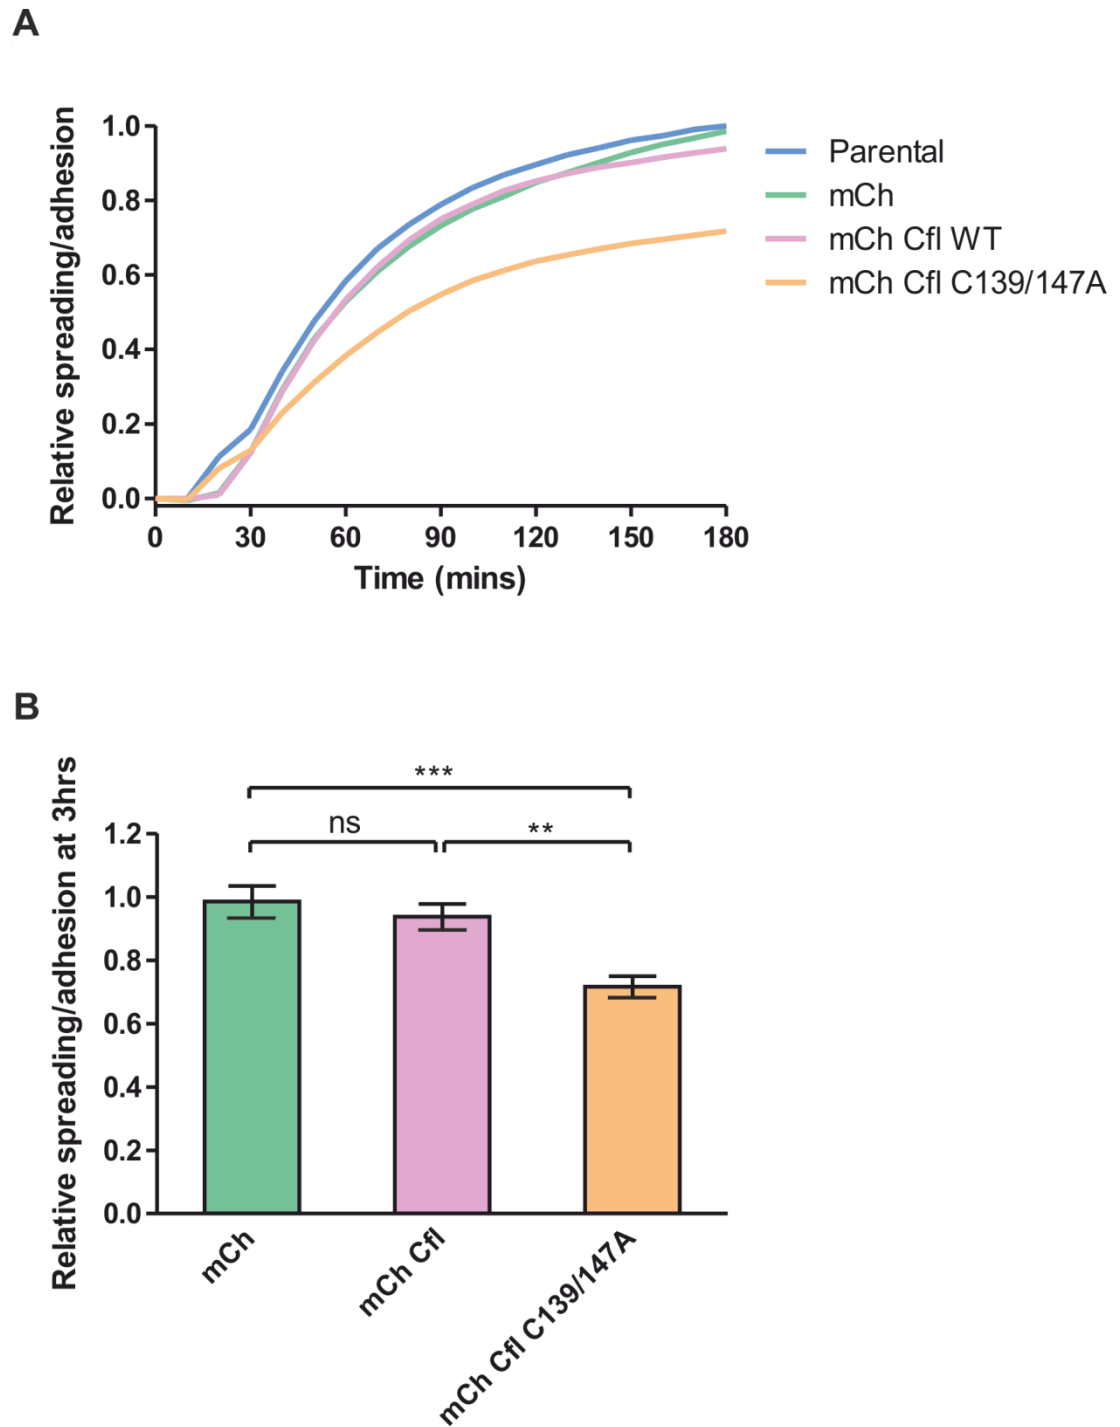 A
Relative spreading/adhesion
1.0
0.8
0.6
0.4
0.2
0.0
0 30 60 90 120 150 180
Time (mins)
Parental
mCh
mCh Cfl WT
mCh Cfl C139/147A
B
Relative spreading/adhesion at 3hrs
***
ns
**
1.2
1.0
0.8
0.6
0.4
0.2
0.0
mCh
mCh Cfl
mCh Cfl C139/147A